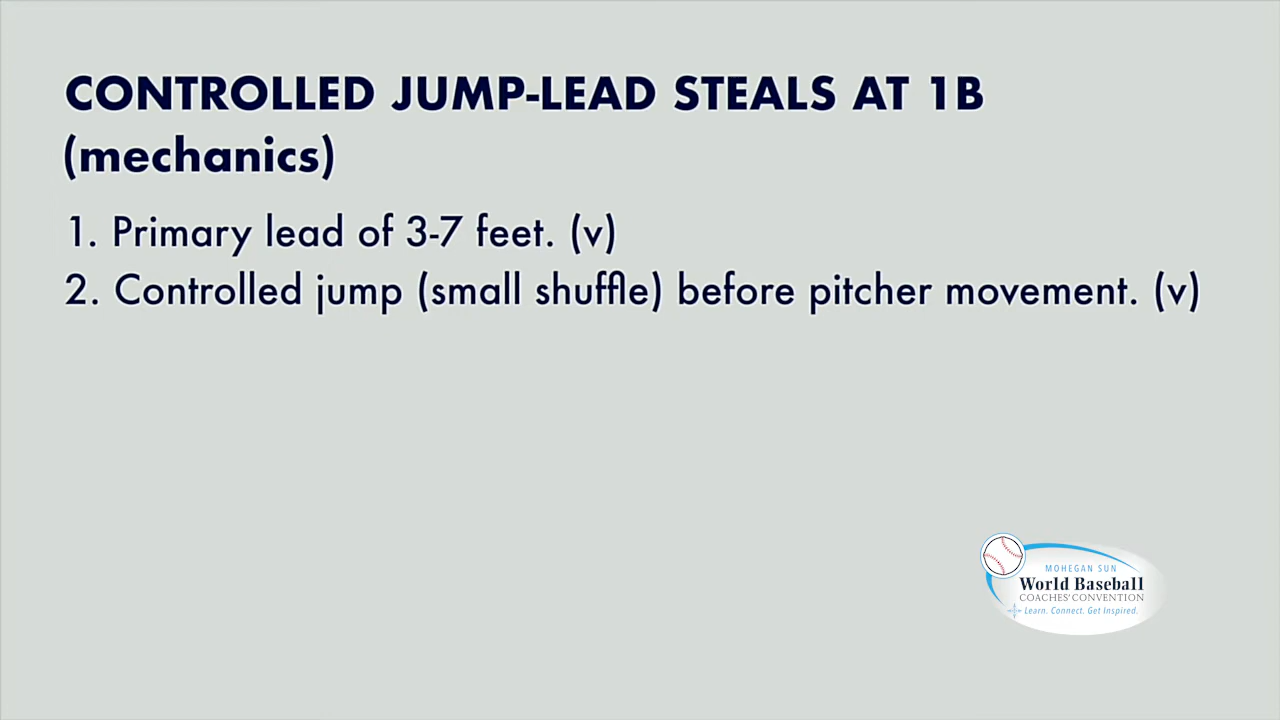 CONTROLLED JUMP-LEAD STEALS AT 1B
(mechanics)
1. Primary lead of 3-7 feet. (v)
2. Controlled jump (small shuffle) before pitcher movement. (v)
MOHEGAN SUN
World Baseball
COACHES' CONVENTION
Learn. Connect. Get Inspired.